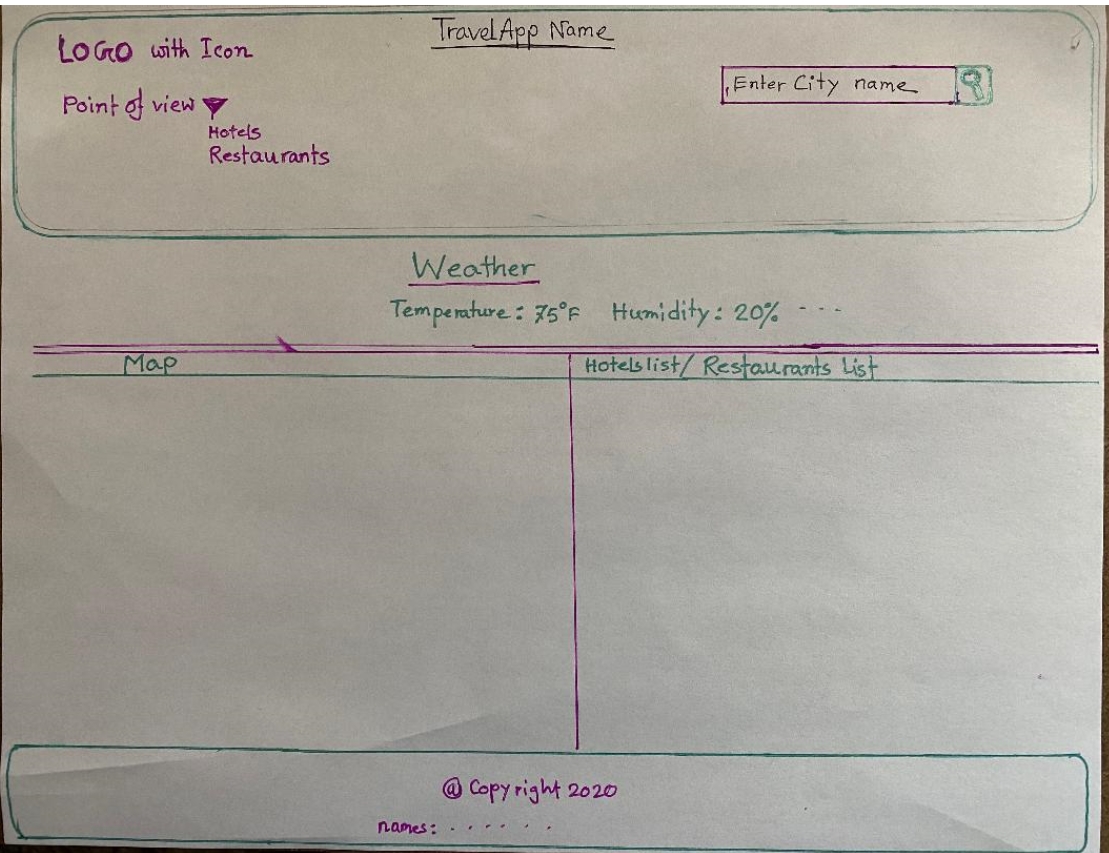 TravelApp Name
LOGO with Icon
Enter City name
Point of view
Hotels
Restaurants
Weather
Temperature: 75°F Humidity: 20% - - -
Map
Hotelslist/ Restaurants List
@ Copyright 2020
names: . . . . . .